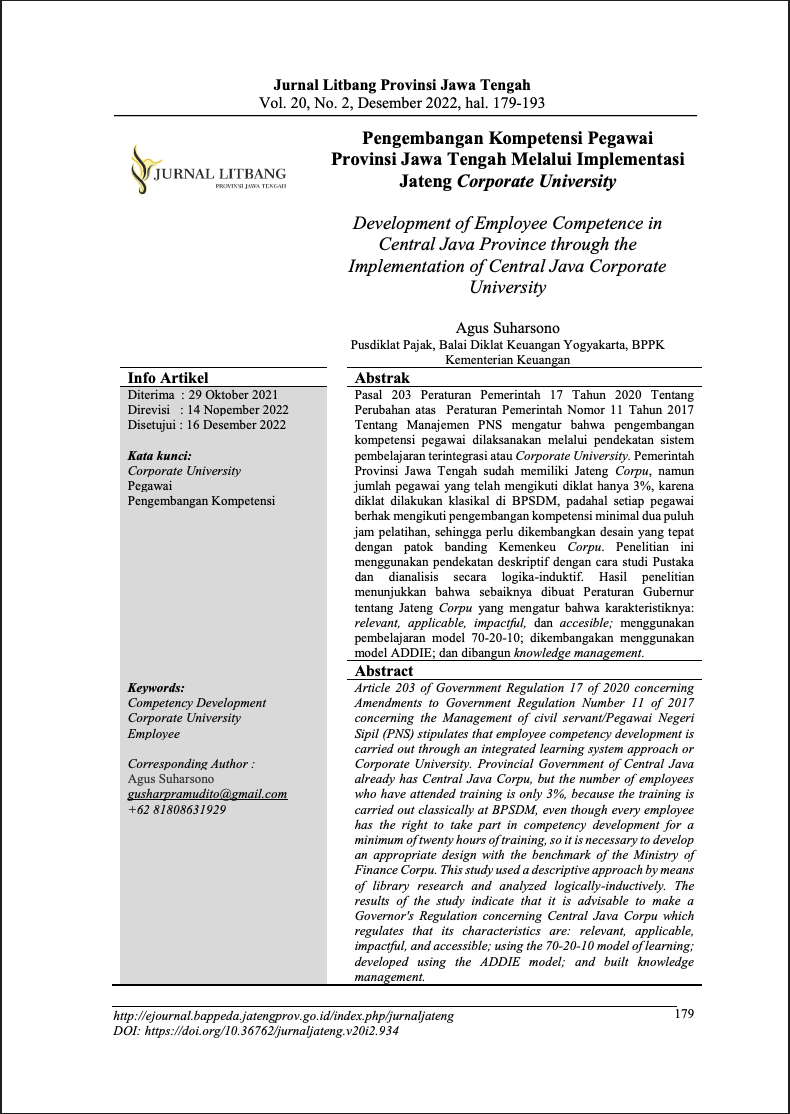 Jurnal Litbang Provinsi Jawa Tengah
Vol. 20, No. 2, Desember 2022, hal. 179-193
JURNAL LITBANG
PROVINSI JAWA TENGAH
Pengembangan Kompetensi Pegawai
Provinsi Jawa Tengah Melalui Implementasi
Jateng Corporate University
Development of Employee Competence in
Central Java Province through the
Implementation of Central Java Corporate
University
Agus Suharsono
Pusdiklat Pajak, Balai Diklat Keuangan Yogyakarta, BPPK
Kementerian Keuangan
Info Artikel
Diterima : 29 Oktober 2021
Direvisi : 14 Nopember 2022
Disetujui : 16 Desember 2022
Kata kunci:
Corporate University
Pegawai
Pengembangan Kompetensi
Abstrak
Pasal 203 Peraturan Pemerintah 17 Tahun 2020 Tentang
Perubahan atas Peraturan Pemerintah Nomor 11 Tahun 2017
Tentang Manajemen PNS mengatur bahwa pengembangan
kompetensi pegawai dilaksanakan melalui pendekatan sistem
pembelajaran terintegrasi atau Corporate University. Pemerintah
Provinsi Jawa Tengah sudah memiliki Jateng Corpu, namun
jumlah pegawai yang telah mengikuti diklat hanya 3%, karena
diklat dilakukan klasikal di BPSDM, padahal setiap pegawai
berhak mengikuti pengembangan kompetensi minimal dua puluh
jam pelatihan, sehingga perlu dikembangkan desain yang tepat
dengan patok banding Kemenkeu Corpu. Penelitian ini
menggunakan pendekatan deskriptif dengan cara studi Pustaka
dan dianalisis secara logika-induktif. Hasil penelitian
menunjukkan bahwa sebaiknya dibuat Peraturan Gubernur
tentang Jateng Corpu yang mengatur bahwa karakteristiknya:
relevant, applicable, impactful, dan accesible; menggunakan
pembelajaran model 70-20-10; dikembangakan menggunakan
model ADDIE; dan dibangun knowledge management.
Keywords:
Competency Development
Corporate University
Employee
Corresponding Author :
Agus Suharsono
gusharpramudito@gmail.com
+62 81808631929
Abstract
Article 203 of Government Regulation 17 of 2020 concerning
Amendments to Government Regulation Number 11 of 2017
concerning the Management of civil servant/Pegawai Negeri
Sipil (PNS) stipulates that employee competency development is
carried out through an integrated learning system approach or
Corporate University. Provincial Government of Central Java
already has Central Java Corpu, but the number of employees
who have attended training is only 3%, because the training is
carried out classically at BPSDM, even though every employee
has the right to take part in competency development for a
minimum of twenty hours of training, so it is necessary to develop
an appropriate design with the benchmark of the Ministry of
Finance Corpu. This study used a descriptive approach by means
of library research and analyzed logically-inductively. The
results of the study indicate that it is advisable to make a
Governor's Regulation concerning Central Java Corpu which
regulates that its characteristics are: relevant, applicable,
impactful, and accessible; using the 70-20-10 model of learning;
developed using the ADDIE model; and built knowledge
management.
http://ejournal.bappeda.jatengprov.go.id/index.php/jurnaljateng
DOI: https://doi.org/10.36762/jurnaljateng.v20i2.934
179